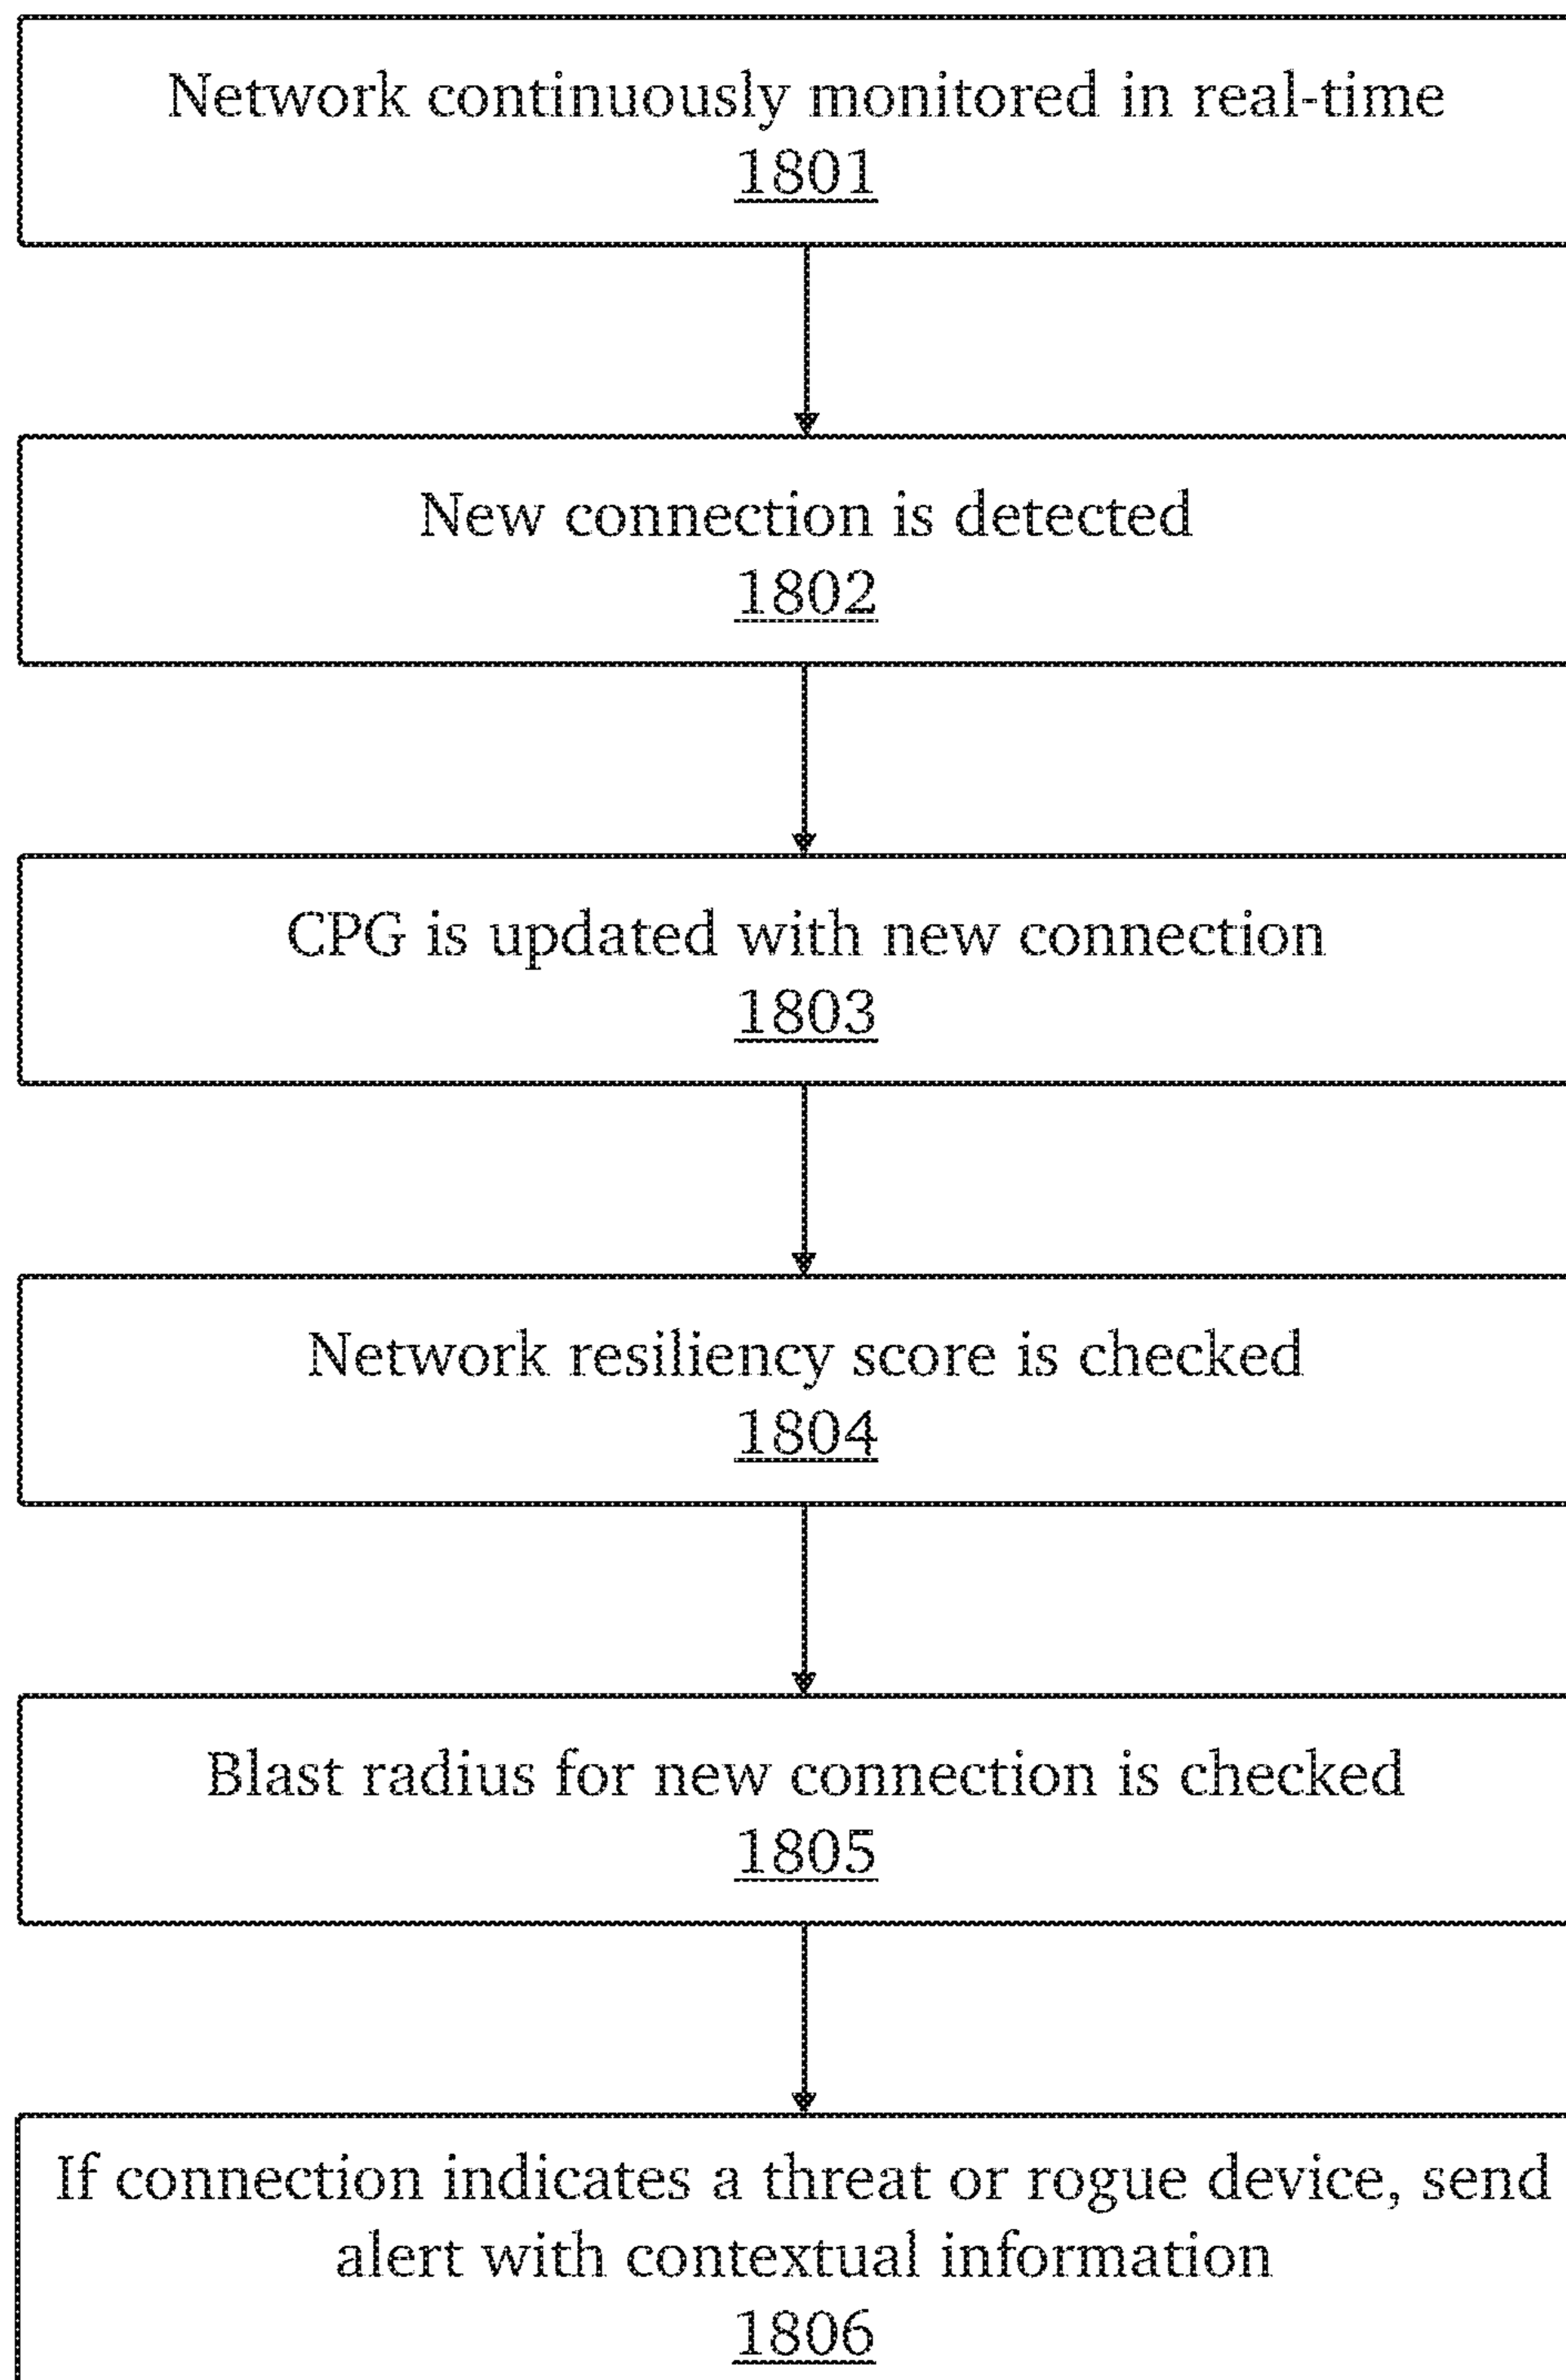 Network continuously monitored in real-time
1801
New connection is detected
1802
CPG is updated with new connection
1803
Network resiliency score is checked
1804
Blast radius for new connection is checked
1805
If connection indicates a threat or rogue device, send
alert with contextual information
1806